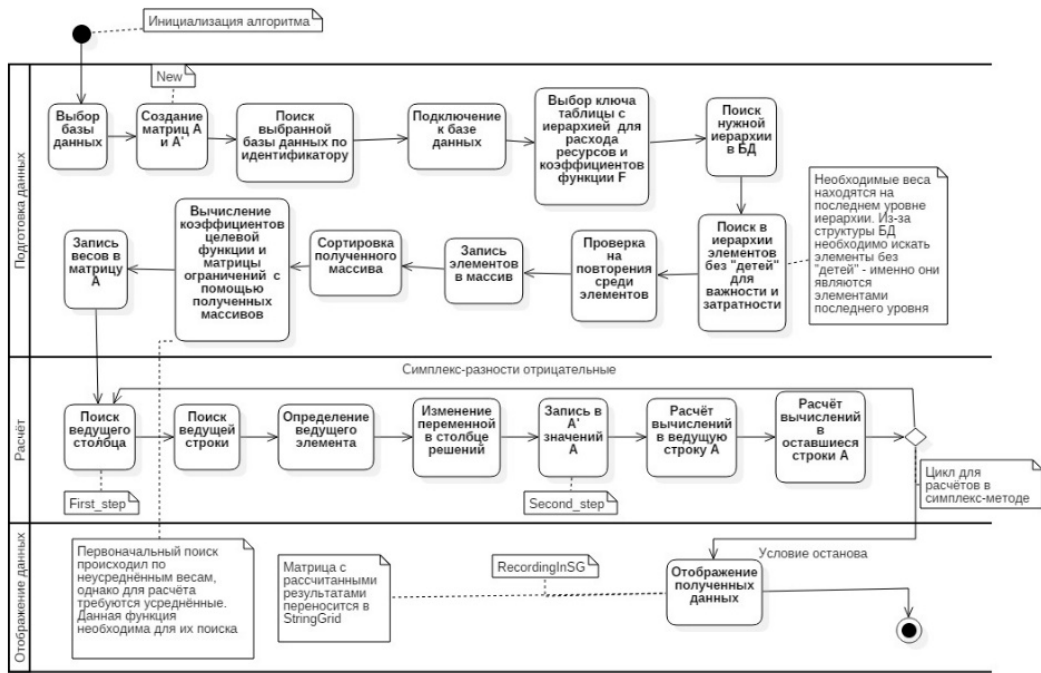 Инициализация алгоритма
Подготовка данных
New
Выбор
базы
данных
Создание
матриц А
и А'
Поиск
выбранной
базы данных по
идентификатору
Подключение
к базе
данных
Выбор ключа
таблицы с
иерархией для
расхода
ресурсов и
коэффициентов
функции F
Поиск
нужной
иерархии
в БД
Необходимые веса
находятся на
последнем уровне
иерархии. Из-за
структуры БД
необходимо искать
элементы без
"детей" - именно они
являются
элементами
последнего уровня
Поиск в
иерархии
элементов
без "детей"
для
важности и
затратности
Проверка
на
повторения
среди
элементов
Запись
элементов
в массив
Сортировка
полученного
массива
Вычисление
коэффициентов
целевой
функции и
матрицы
ограничений с
помощью
полученных
массивов
Запись
весов в
матрицу
А
Расчёт
Симплекс-разности отрицательные
Поиск
ведущего
столбца
Поиск
ведущей
строки
Определение
ведущего
элемента
Изменение
переменной
в столбце
решений
Запись в
А'
значений
А
Расчёт
вычислений
в ведущую
строку А
Расчёт
вычислений
в
оставшиеся
строки А
First_step
Second_step
Цикл для
расчётов в
симплекс-методе
Отображение данных
Первоначальный поиск
происходил по
неусреднённым весам,
однако для расчёта
требуются усреднённые.
Данная функция
необходима для их поиска
Матрица с
рассчитанными
результатами
переносится в
StringGrid
RecordingInSG
Условие останова
Отображение
полученных
данных